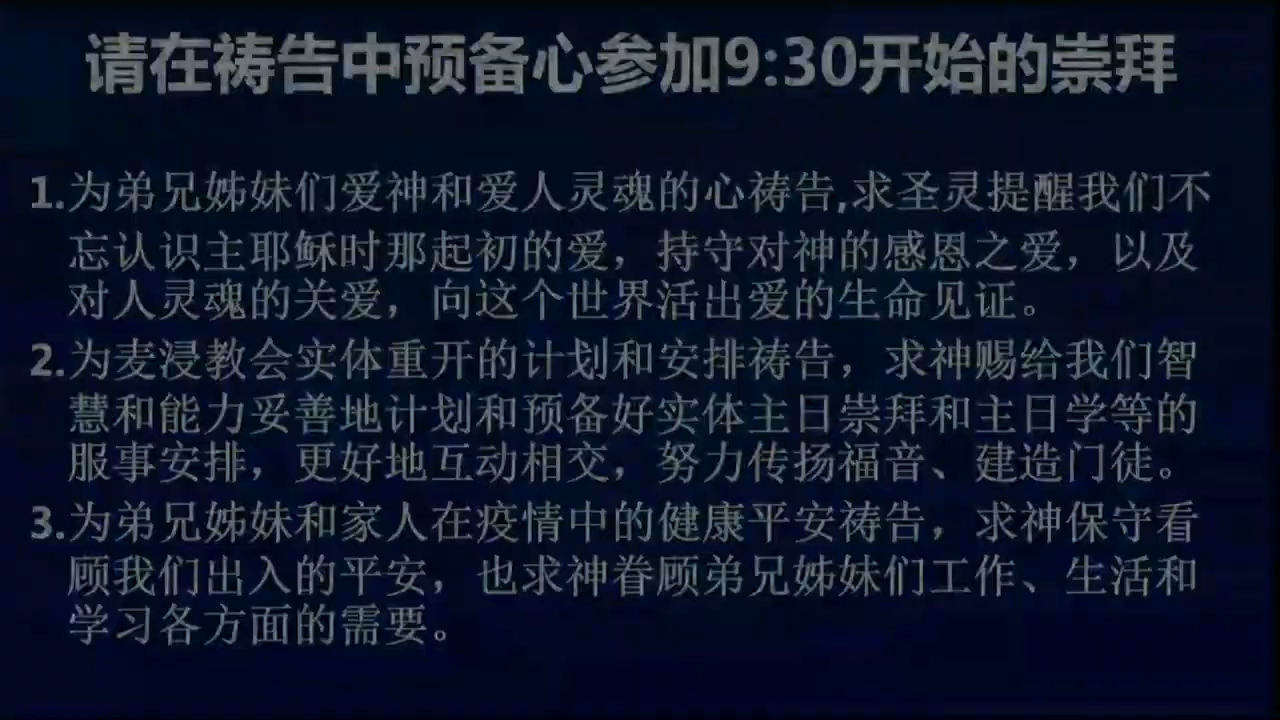 请在祷告中预备心参加9:30开始的崇拜
1.为弟兄姊妹们爱神和爱人灵魂的心祷告,求圣灵提醒我们不
忘认识主耶稣时那起初的爱，持守对神的感恩之爱，以及
对人灵魂的关爱，向这个世界活出爱的生命见证。
2.为麦浸教会实体重开的计划和安排祷告，求神赐给我们智
慧和能力妥善地计划和预备好实体主日崇拜和主日学等的
服事安排，更好地互动相交，努力传扬福音、建造门徒。
3.为弟兄姊妹和家人在疫情中的健康平安祷告，求神保守看
顾我们出入的平安，也求神眷顾弟兄姊妹们工作、生活和
学习各方面的需要。